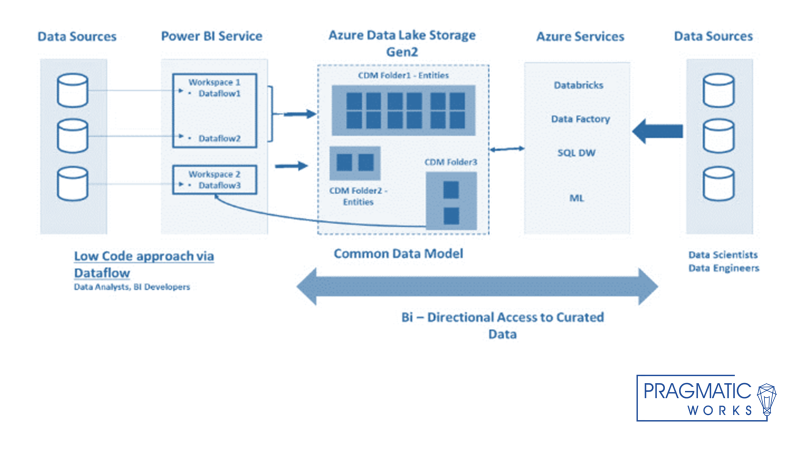 Data Sources
Power BI Service
Azure Data Lake Storage
Gen2
Azure Services
Data Sources
Workspace 1
• Dataflow1
• Dataflow2
Workspace 2
• Dataflow3
CDM Folder1 - Entities
CDM Folder2 -
Entities
CDM Folder3
Databricks
Data Factory
SQL DW
ML
Low Code approach via
Dataflow
Data Analysts, BI Developers
Common Data Model
Data Scientists
Data Engineers
Bi – Directional Access to Curated
Data
PRAGMATIC
WORKS